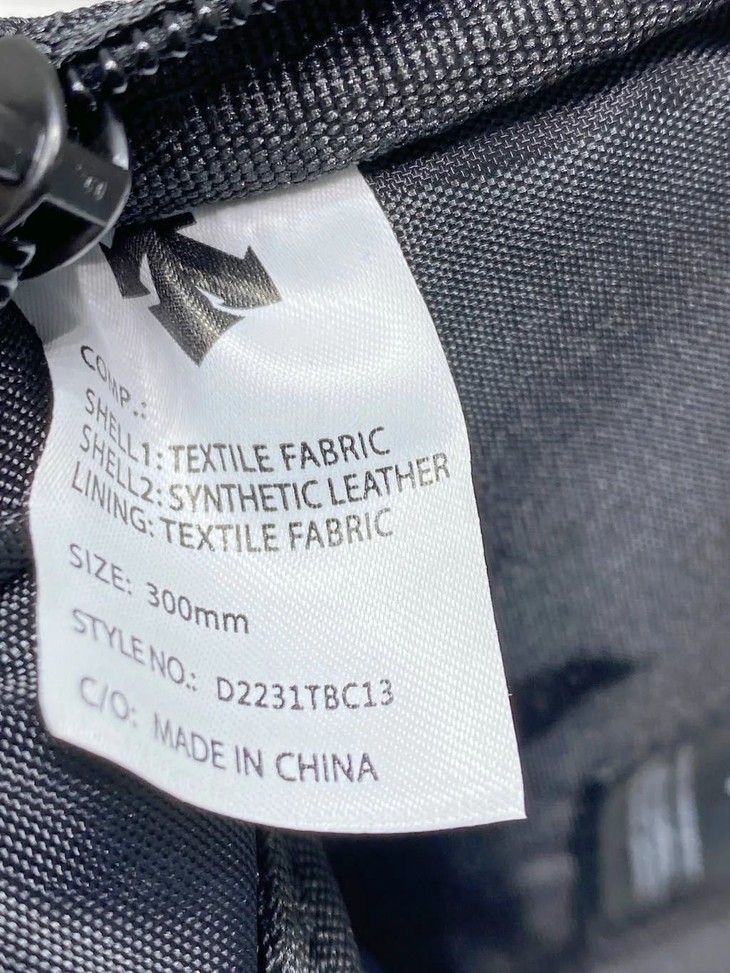 COMP.:
SHELL1: TEXTILE FABRIC
SHELL2: SYNTHETIC LEATHER
LINING: TEXTILE FABRIC
SIZE: 300mm
STYLE NO.: D2231TBC13
C/O: MADE IN CHINA